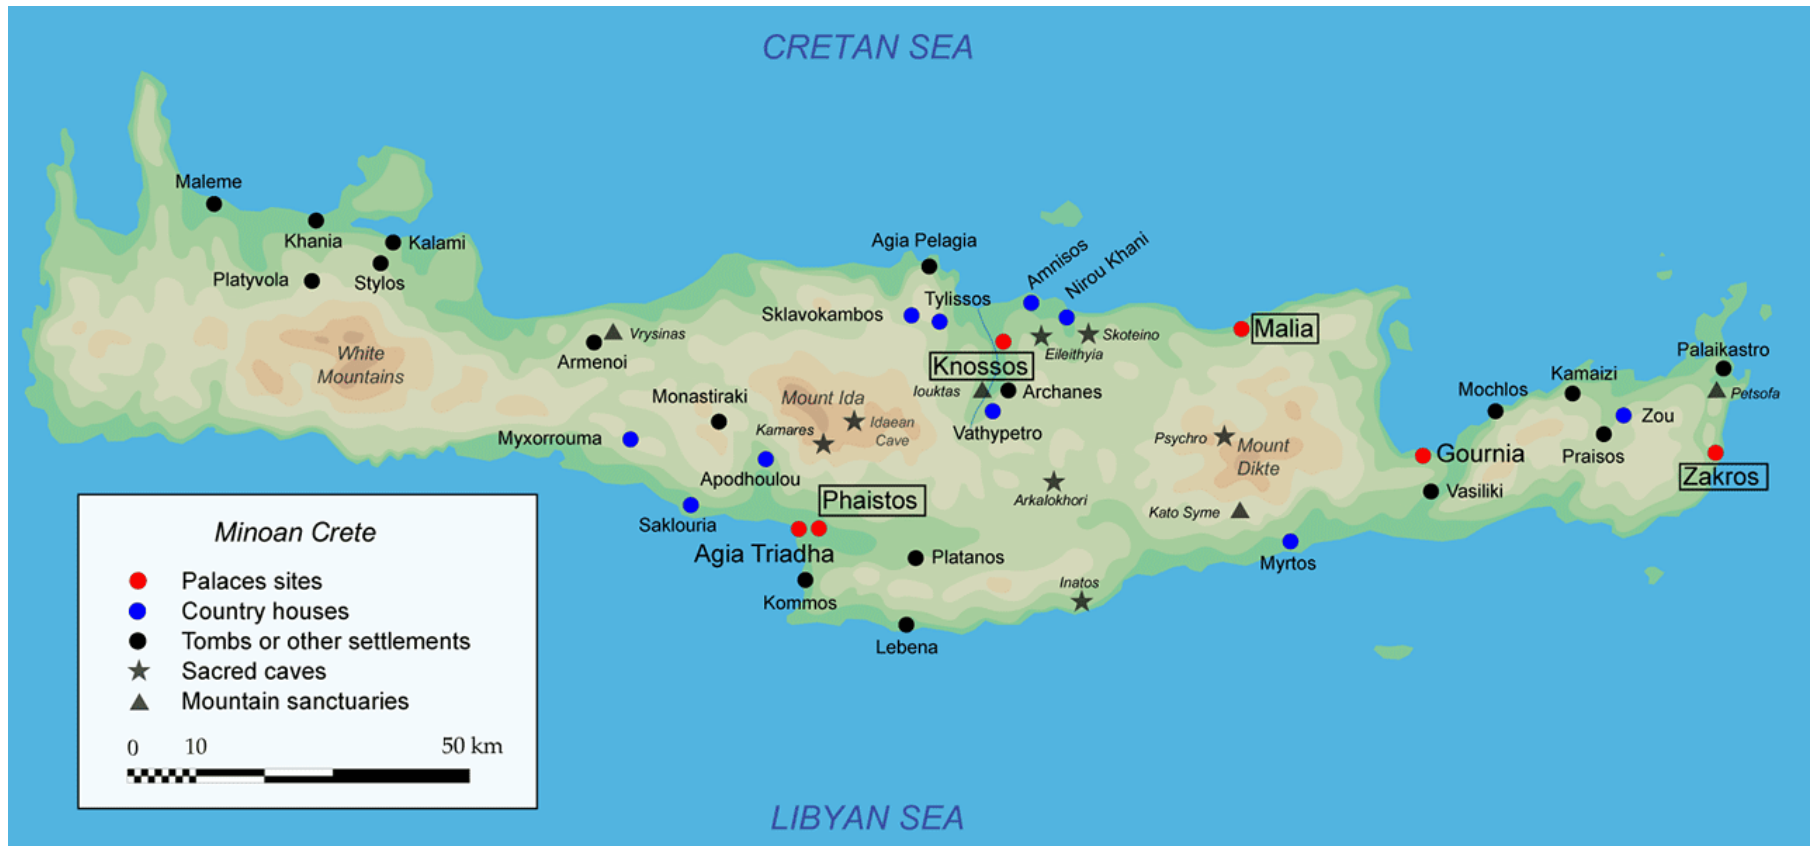 CRETAN SEA
Maleme
Khania
Kalami
Platyvola
Stylos
White
Mountains
Armenoi
Vrysinas
Agia Pelagia
Amnisos
Nirou Khani
Sklavokambos
Tylissos
Knossos
Eileithyia
Skoteino
Malia
Monastiraki
Mount Ida
Iouktas
Archanes
Kamares
Idaean
Cave
Vathypetro
Myxorrouma
Apodhoulou
Psychro
Mount
Dikte
Palaikastro
Kamaizi
Mochlos
Petsofa
Zou
Praisos
Gournia
Zakros
Vasiliki
Arkalokhori
Kato Syme
Saklouria
Phaistos
Agia Triadha
Platanos
Myrtos
Kommos
Inatos
Lebena
Minoan Crete
Palaces sites
Country houses
Tombs or other settlements
Sacred caves
Mountain sanctuaries
0 10 50 km
LIBYAN SEA